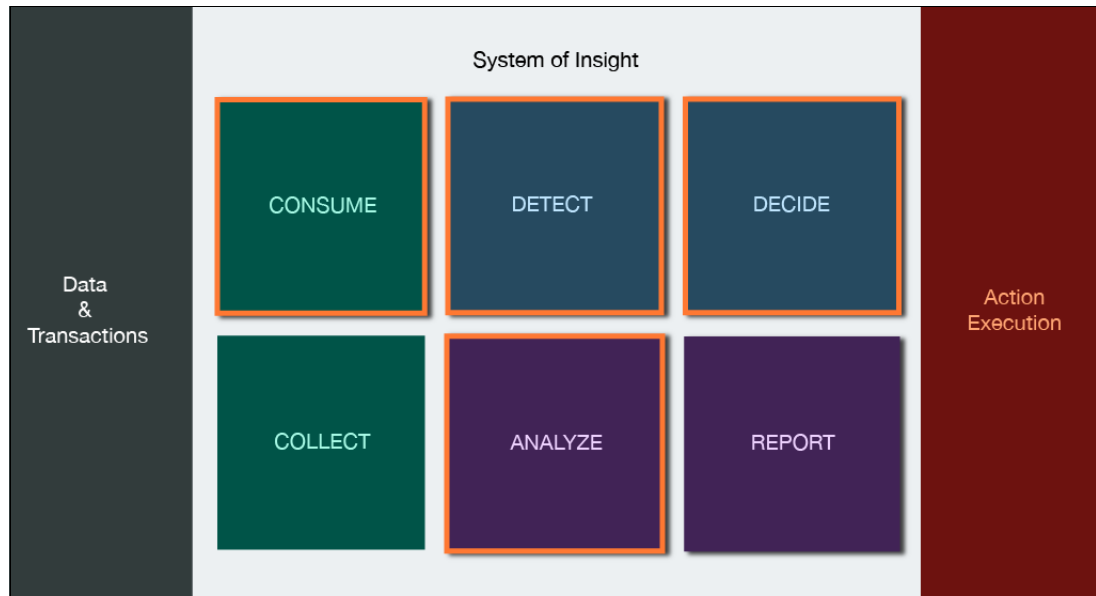 System of Insight
CONSUME
DETECT
DECIDE
Data
&
Transactions
Action
Execution
COLLECT
ANALYZE
REPORT